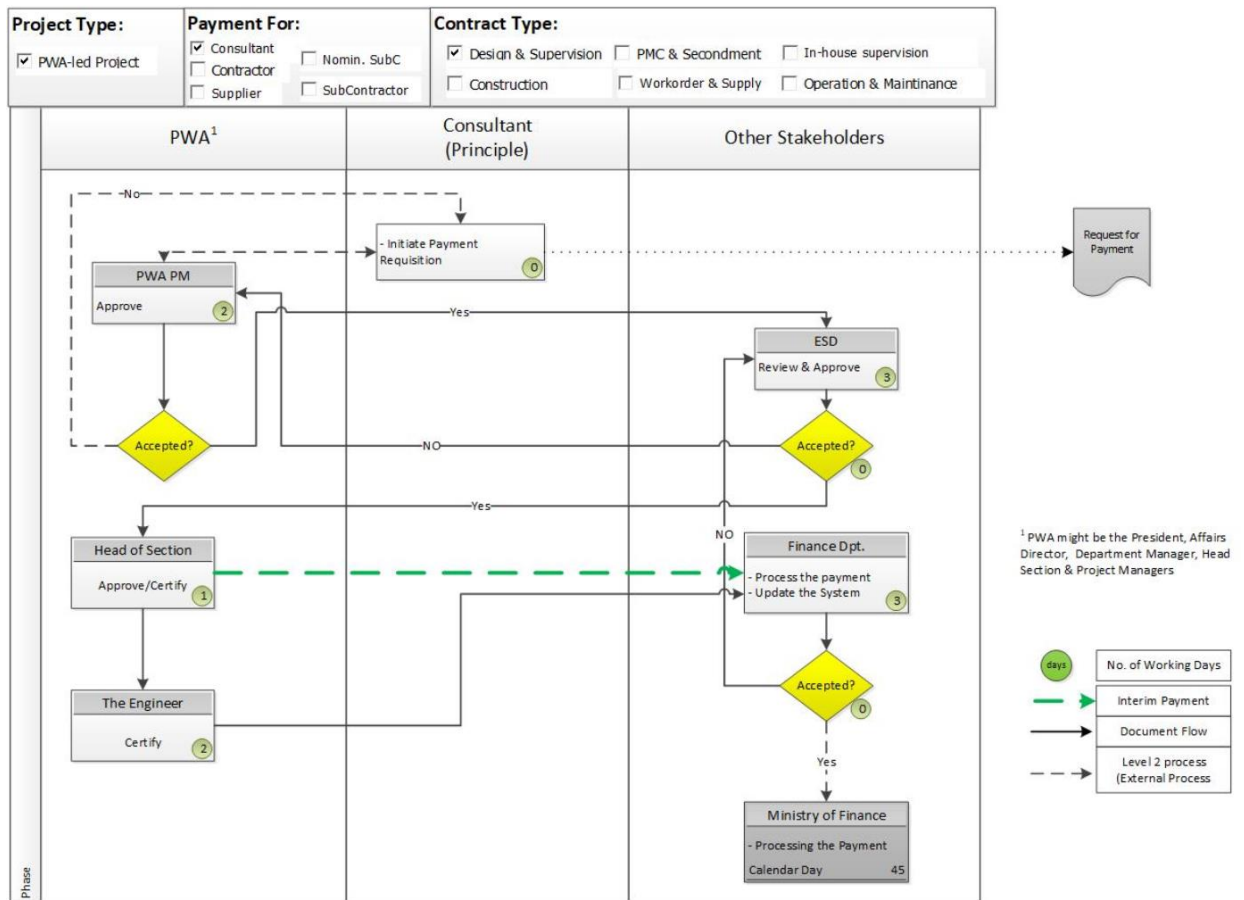 Project Type:
PWA-led Project
Payment For:
Consultant
Contractor
Supplier
Nomin. SubC
SubContractor
Contract Type:
Design & Supervision
PMC & Secondment
In-house supervision
Construction
Workorder & Supply
Operation & Maintinance
PWA1
Consultant
(Principle)
Other Stakeholders
No
- Initiate Payment
Requisition
0
Request for
Payment
PWA PM
Approve
2
Yes
ESD
Review & Approve
3
Accepted?
NO
Accepted?
0
Yes
Head of Section
Approve/Certify
1
NO
Finance Dpt.
- Process the payment
- Update the System
3
1 PWA might be the President, Affairs
Director, Department Manager, Head
Section & Project Managers
The Engineer
Certify
2
Accepted?
0
Yes
Ministry of Finance
- Processing the Payment
Calendar Day 45
days
No. of Working Days
Interim Payment
Document Flow
Level 2 process
(External Process
Phase